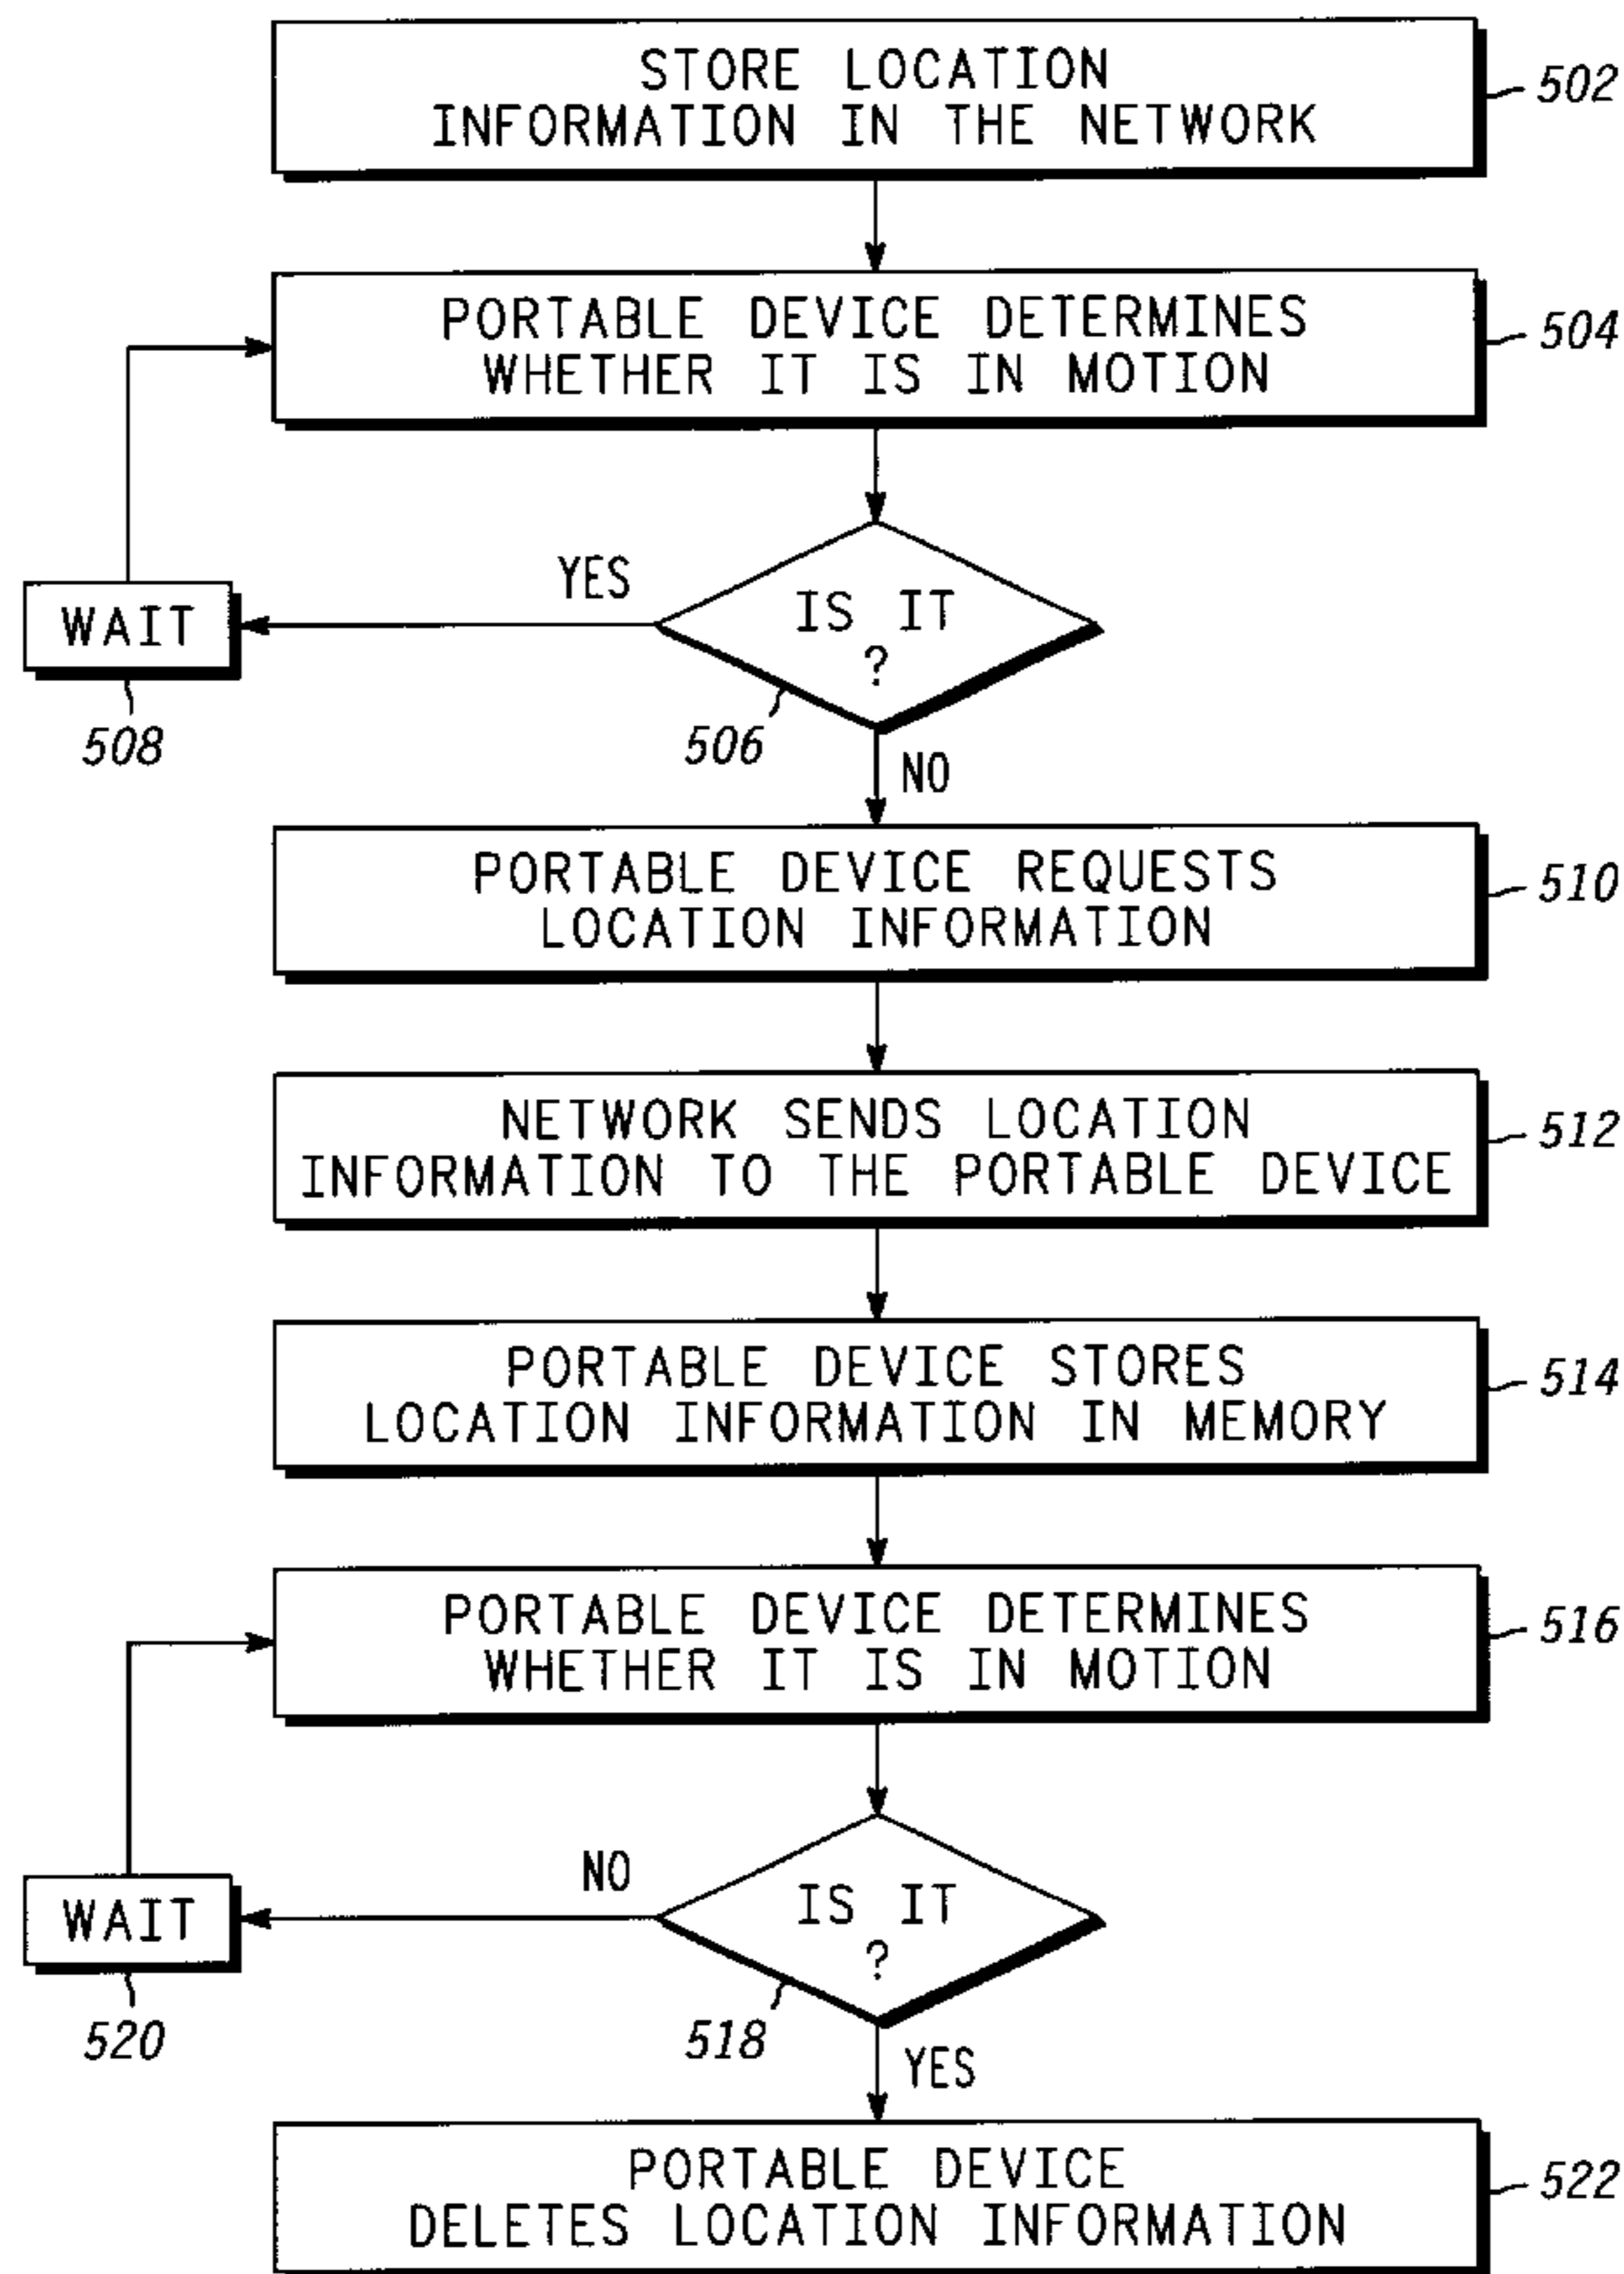 STORE LOCATION
INFORMATION IN THE NETWORK
502
PORTABLE DEVICE DETERMINES
WHETHER IT IS IN MOTION
504
YES
IS IT
?
WAIT
508
506
NO
PORTABLE DEVICE REQUESTS
LOCATION INFORMATION
510
NETWORK SENDS LOCATION
INFORMATION TO THE PORTABLE DEVICE
512
PORTABLE DEVICE STORES
LOCATION INFORMATION IN MEMORY
514
PORTABLE DEVICE DETERMINES
WHETHER IT IS IN MOTION
516
NO
IS IT
?
WAIT
520
518
YES
PORTABLE DEVICE
DELETES LOCATION INFORMATION
522